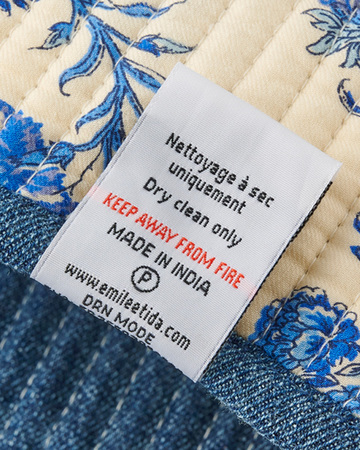 Nettoyage à sec
uniquement
Dry clean only
KEEP AWAY FROM FIRE
MADE IN INDIA
P
www.emileetida.com
DRN MODE